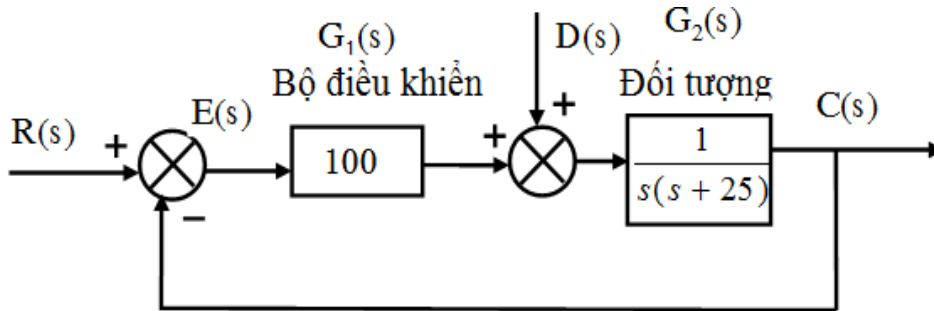 G₁(s)
Bộ điều khiển
D(s)
G₂(s)
Đối tượng
R(s)
+
E(s)
100
+
+
1
s(s + 25)
C(s)
−